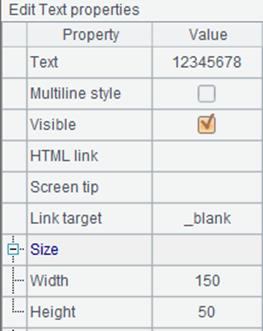 Edit Text properties
Property Value
Text 12345678
Multiline style
Visible
HTML link
Screen tip
Link target _blank
Size
Width 150
Height 50